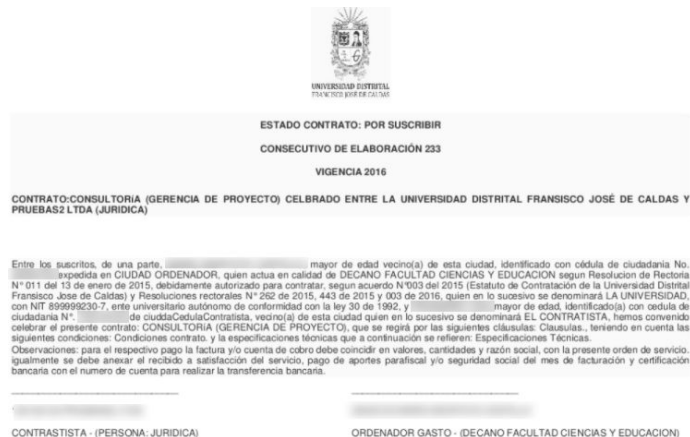 UNIVERSIDAD DISTRITAL
FRANCISCO JOSÉ DE CALDAS
ESTADO CONTRATO: POR SUSCRIBIR
CONSECUTIVO DE ELABORACIÓN 233
VIGENCIA 2016
CONTRATO:CONSULTORíA (GERENCIA DE PROYECTO) CELBRADO ENTRE LA UNIVERSIDAD DISTRITAL FRANSISCO JOSÉ DE CALDAS Y
PRUEBAS2 LTDA (JURIDICA)
Entre los suscritos, de una parte, mayor de edad vecino(a) de esta ciudad, identificado con cédula de ciudadania No.
expedida en CIUDAD ORDENADOR, quien actua en calidad de DECANO FACULTAD CIENCIAS Y EDUCACION segun Resolucion de Rectoria
N° 011 del 13 de enero de 2015, debidamente autorizado para contratar, segun acuerdo N°003 del 2015 (Estatuto de Contratación de la Universidad Distrital
Fransisco Jose de Caldas) y Resoluciones rectorales N° 262 de 2015, 443 de 2015 y 003 de 2016, quien en lo sucesivo se denominará LA UNIVERSIDAD,
con NIT 899999230-7, ente universitario autónomo de conformidad con la ley 30 de 1992, y mayor de edad, identificado(a) con cedula de
ciudadania N°. de ciuddaCedulaContratista, vecino(a) de esta ciudad quien en lo sucesivo se denominará EL CONTRATISTA, hemos convenido
celebrar el presente contrato: CONSULTORíA (GERENCIA DE PROYECTO), que se regirá por las siguientes cláusulas: Clausulas., teniendo en cuenta las
siguientes condiciones: Condiciones contrato. y la especificaciones técnicas que a continuación se refieren: Especificaciones Técnicas.
Observaciones: para el respectivo pago la factura y/o cuenta de cobro debe coincidir en valores, cantidades y razón social, con la presente orden de servicio.
igualmente se debe anexar el recibido a satisfacción del servicio, pago de aportes parafiscal y/o seguridad social del mes de facturación y certificación
bancaria con el numero de cuenta para realizar la transferencia bancaria.
CONTRASTISTA - (PERSONA: JURIDICA)
ORDENADOR GASTO - (DECANO FACULTAD CIENCIAS Y EDUCACION)